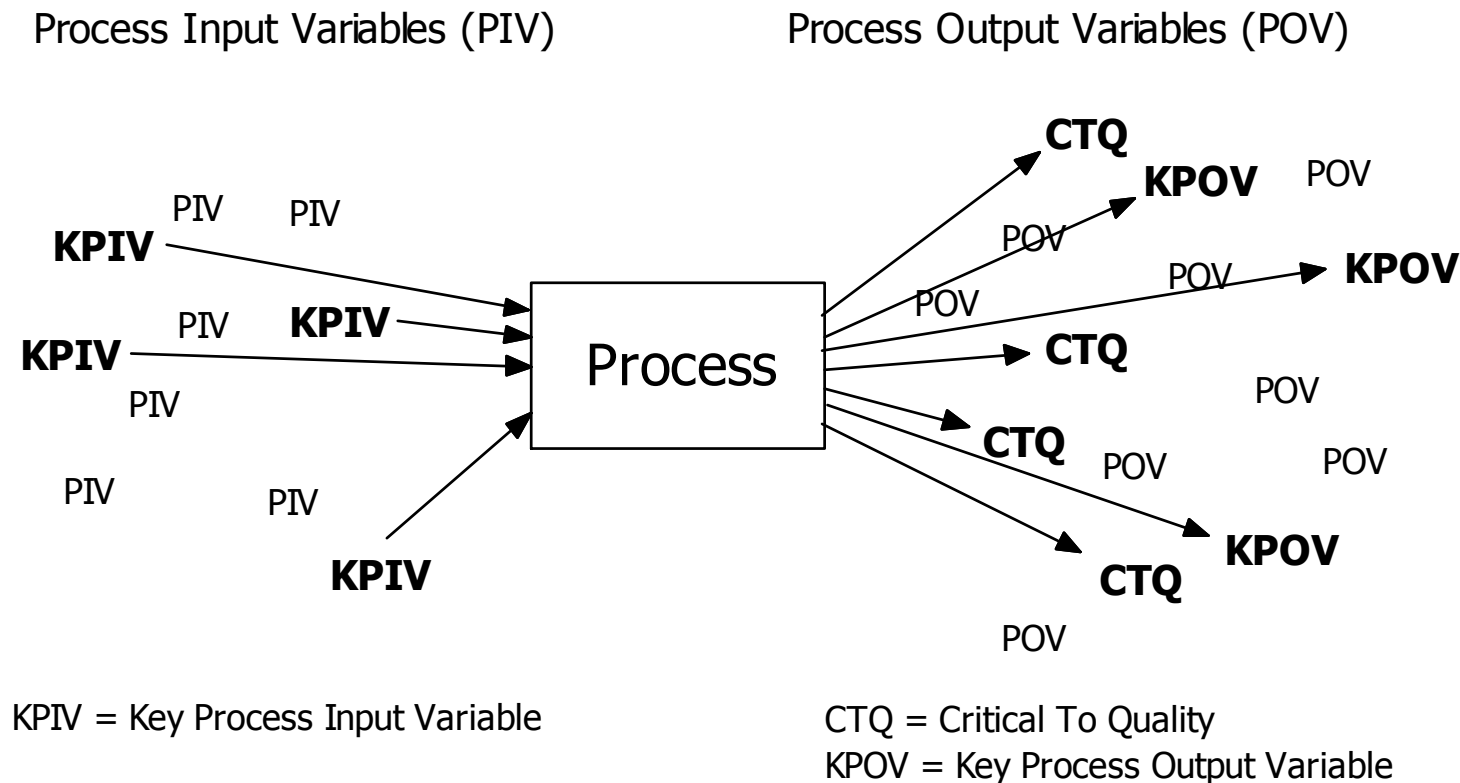 Process Input Variables (PIV)
Process Output Variables (POV)
CTQ
KPOV
POV
PIV
PIV
KPIV
POV
POV
KPOV
POV
PIV
KPIV
KPIV
CTQ
Process
PIV
POV
CTQ
POV
POV
PIV
PIV
KPOV
KPIV
CTQ
POV
KPIV = Key Process Input Variable
CTQ = Critical To Quality
KPOV = Key Process Output Variable